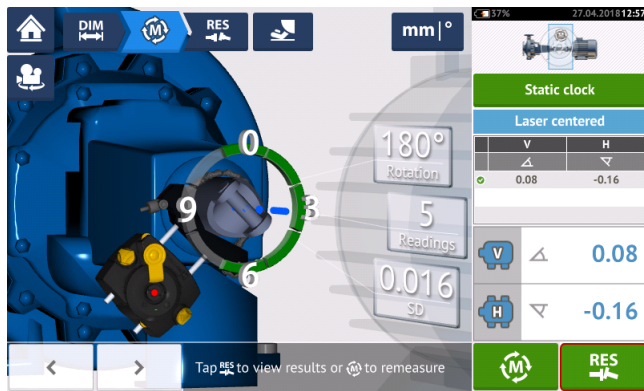 DIM
M
RES
mm|°
37%
27.04.2018 12:57
0
3
6
9
180°
Rotation
5
Readings
0.016
SD
Static clock
Laser centered
V H
0.08 -0.16
V 0.08
H -0.16
< > Tap RES to view results or M to remeasure
M RES